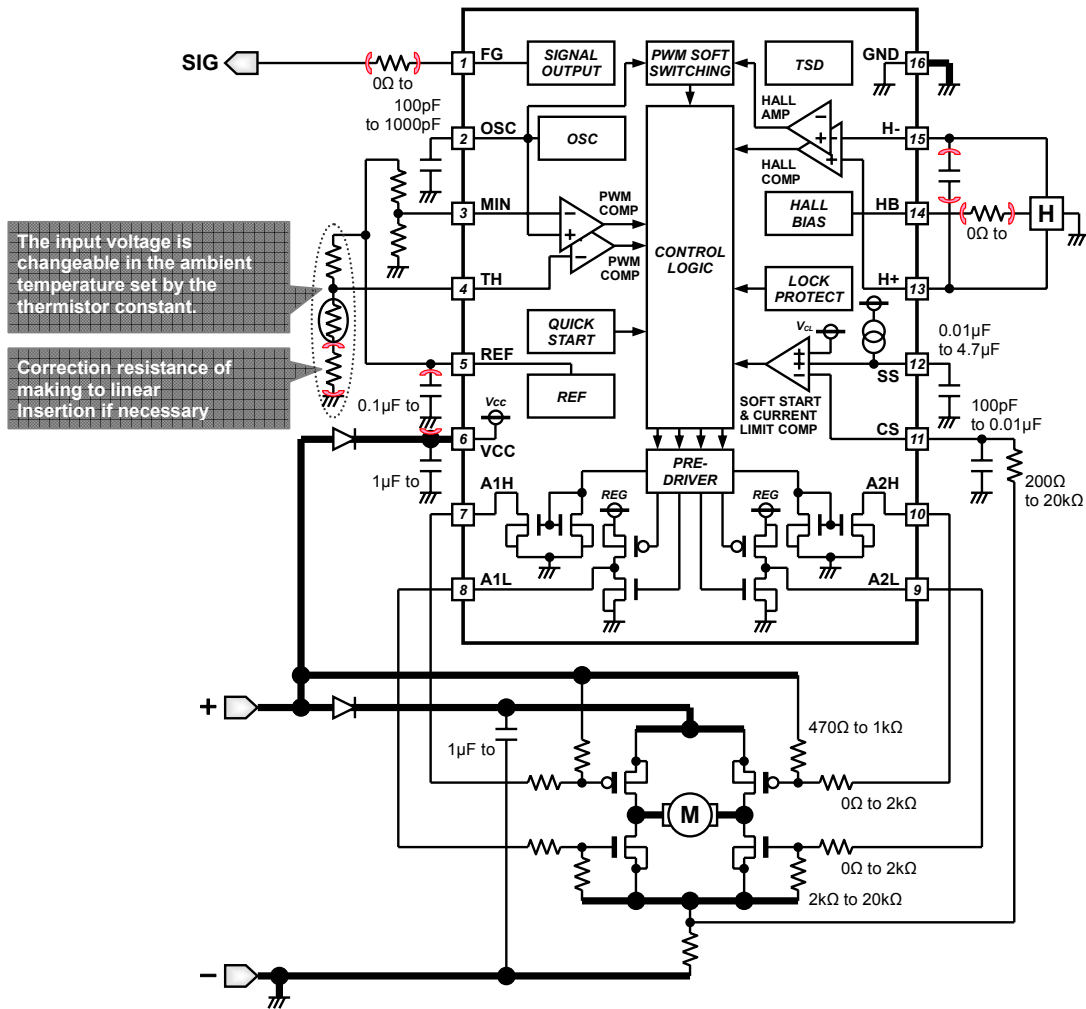 SIG
0Ω to
1
FG
SIGNAL
OUTPUT
PWM SOFT
SWITCHING
TSD
GND
16
100pF
to 1000pF
2
OSC
OSC
HALL
AMP
HALL
COMP
H-
15
3
MIN
PWM
COMP
PWM
COMP
CONTROL
LOGIC
HALL
BIAS
HB
14
0Ω to
H
The input voltage is
changeable in the ambient
temperature set by the
thermistor constant.
4
TH
LOCK
PROTECT
H+
13
QUICK
START
VCL
0.01µF
to 4.7µF
Correction resistance of
making to linear
Insertion if necessary
5
REF
REF
SS
12
0.1µF to
SOFT START
& CURRENT
LIMIT COMP
100pF
to 0.01µF
Vcc
6
VCC
CS
11
1µF to
PRE-
DRIVER
200Ω
to 20kΩ
A1H
7
REG
REG
A2H
10
8
A1L
A2L
9
+
1µF to
470Ω to 1kΩ
0Ω to 2kΩ
M
0Ω to 2kΩ
2kΩ to 20kΩ
−